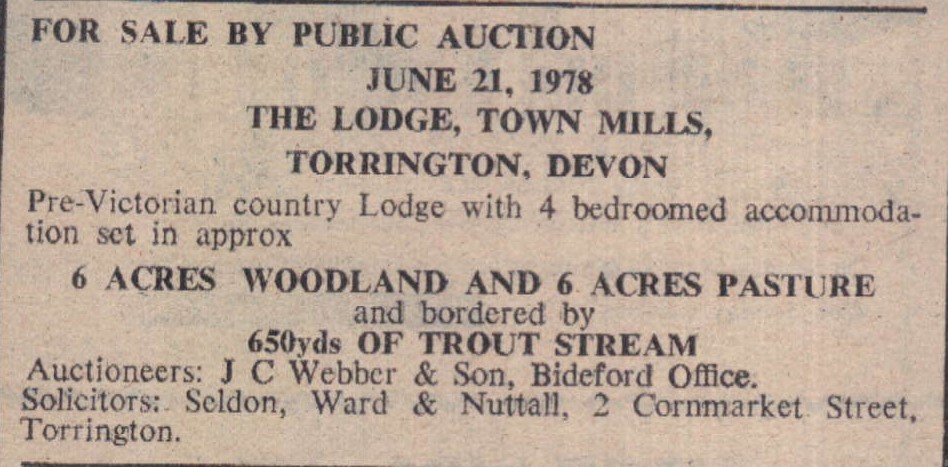 FOR SALE BY PUBLIC AUCTION
JUNE 21, 1978
THE LODGE, TOWN MILLS,
TORRINGTON, DEVON
Pre-Victorian country Lodge with 4 bedroomed accommoda-
tion set in approx
6 ACRES WOODLAND AND 6 ACRES PASTURE
and bordered by
650yds OF TROUT STREAM
Auctioneers: J C Webber & Son, Bideford Office.
Solicitors: Seldon, Ward & Nuttall, 2 Cornmarket Street,
Torrington.